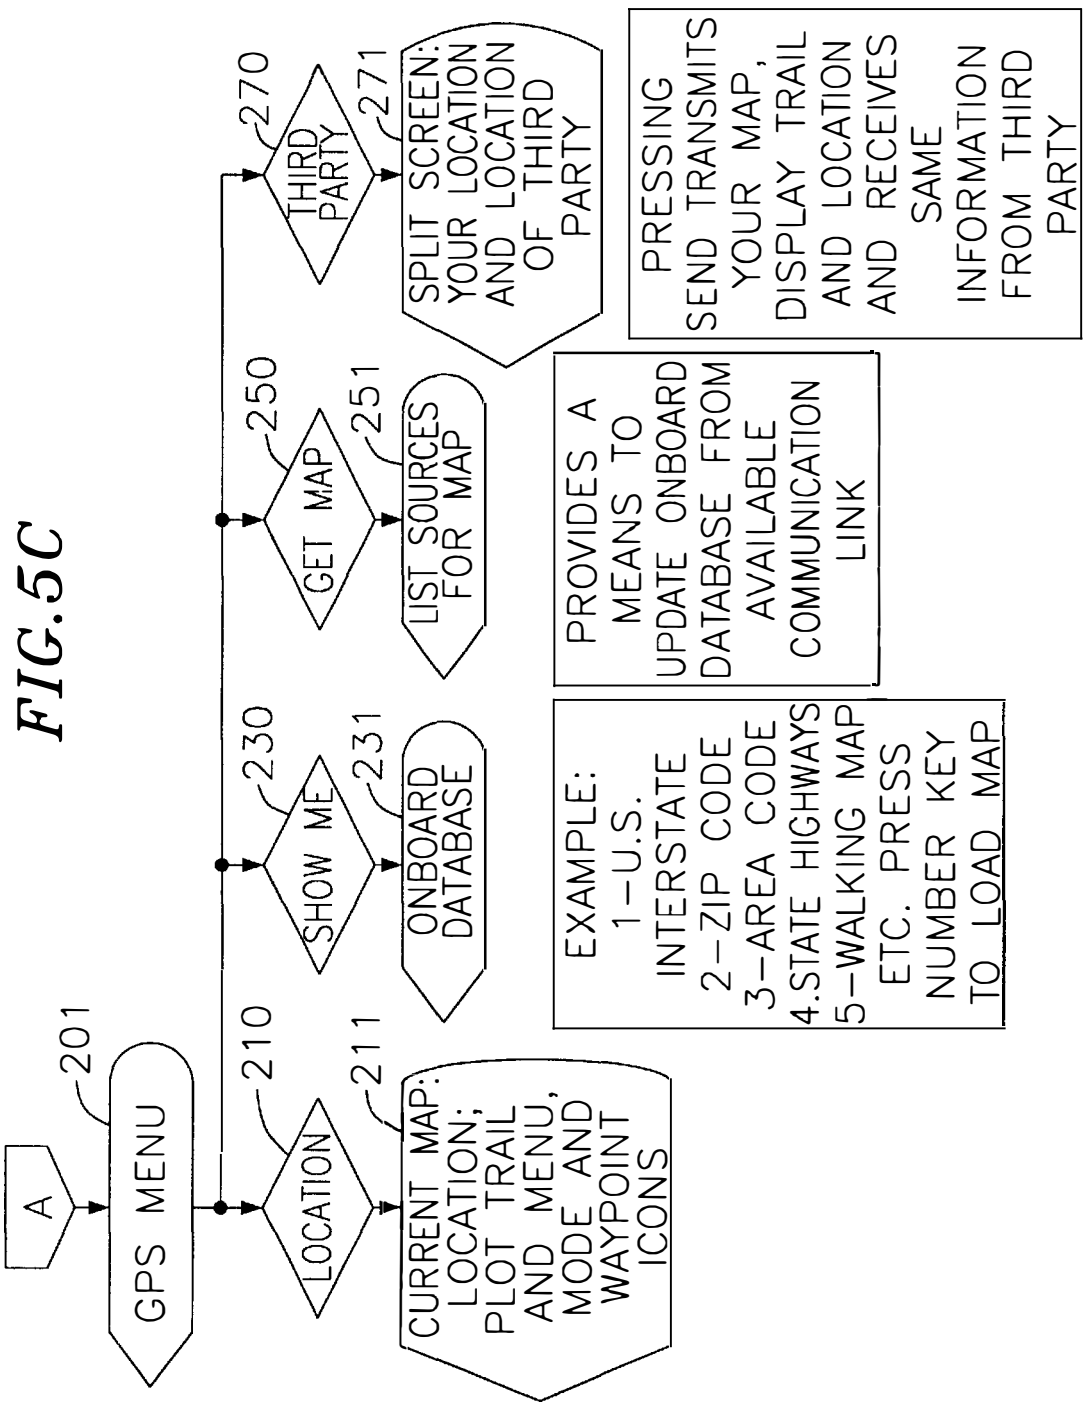 FIG.5C
A
201
GPS MENU
210
LOCATION
211
CURRENT MAP:
LOCATION;
PLOT TRAIL
AND MENU,
MODE AND
WAYPOINT
ICONS
230
SHOW ME
231
ONBOARD
DATABASE
EXAMPLE:
1-U.S.
INTERSTATE
2-ZIP CODE
3-AREA CODE
4.STATE HIGHWAYS
5-WALKING MAP
ETC. PRESS
NUMBER KEY
TO LOAD MAP
250
GET MAP
251
LIST SOURCES
FOR MAP
PROVIDES A
MEANS TO
UPDATE ONBOARD
DATABASE FROM
AVAILABLE
COMMUNICATION
LINK
270
THIRD
PARTY
271
SPLIT SCREEN:
YOUR LOCATION
AND LOCATION
OF THIRD
PARTY
PRESSING
SEND TRANSMITS
YOUR MAP,
DISPLAY TRAIL
AND LOCATION
AND RECEIVES
SAME
INFORMATION
FROM THIRD
PARTY